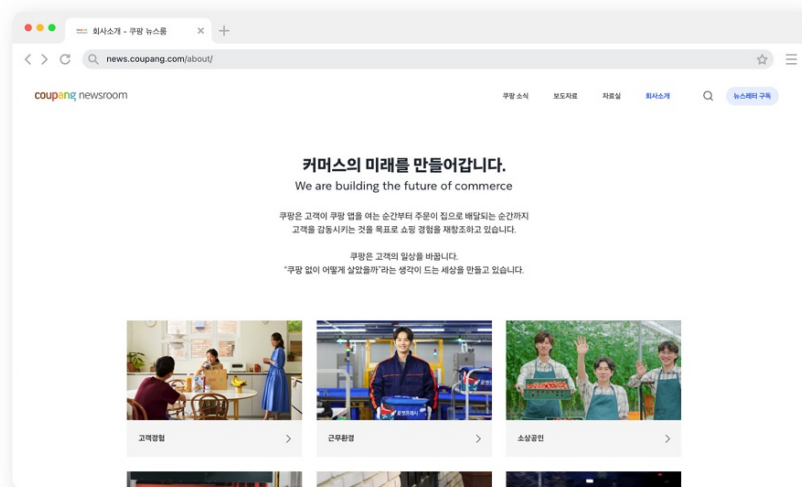 회사소개 - 쿠팡 뉴스룸
news.coupang.com/about/
coupang newsroom
쿠팡 소식
보도자료
자료실
회사소개
뉴스레터 구독
커머스의 미래를 만들어갑니다.
We are building the future of commerce
쿠팡은 고객이 쿠팡 앱을 여는 순간부터 주문이 집으로 배달되는 순간까지
고객을 감동시키는 것을 목표로 쇼핑 경험을 재창조하고 있습니다.
쿠팡은 고객의 일상을 바꿉니다.
“쿠팡 없이 어떻게 살았을까”라는 생각이 드는 세상을 만들고 있습니다.
고객경험
근무환경
소상공인